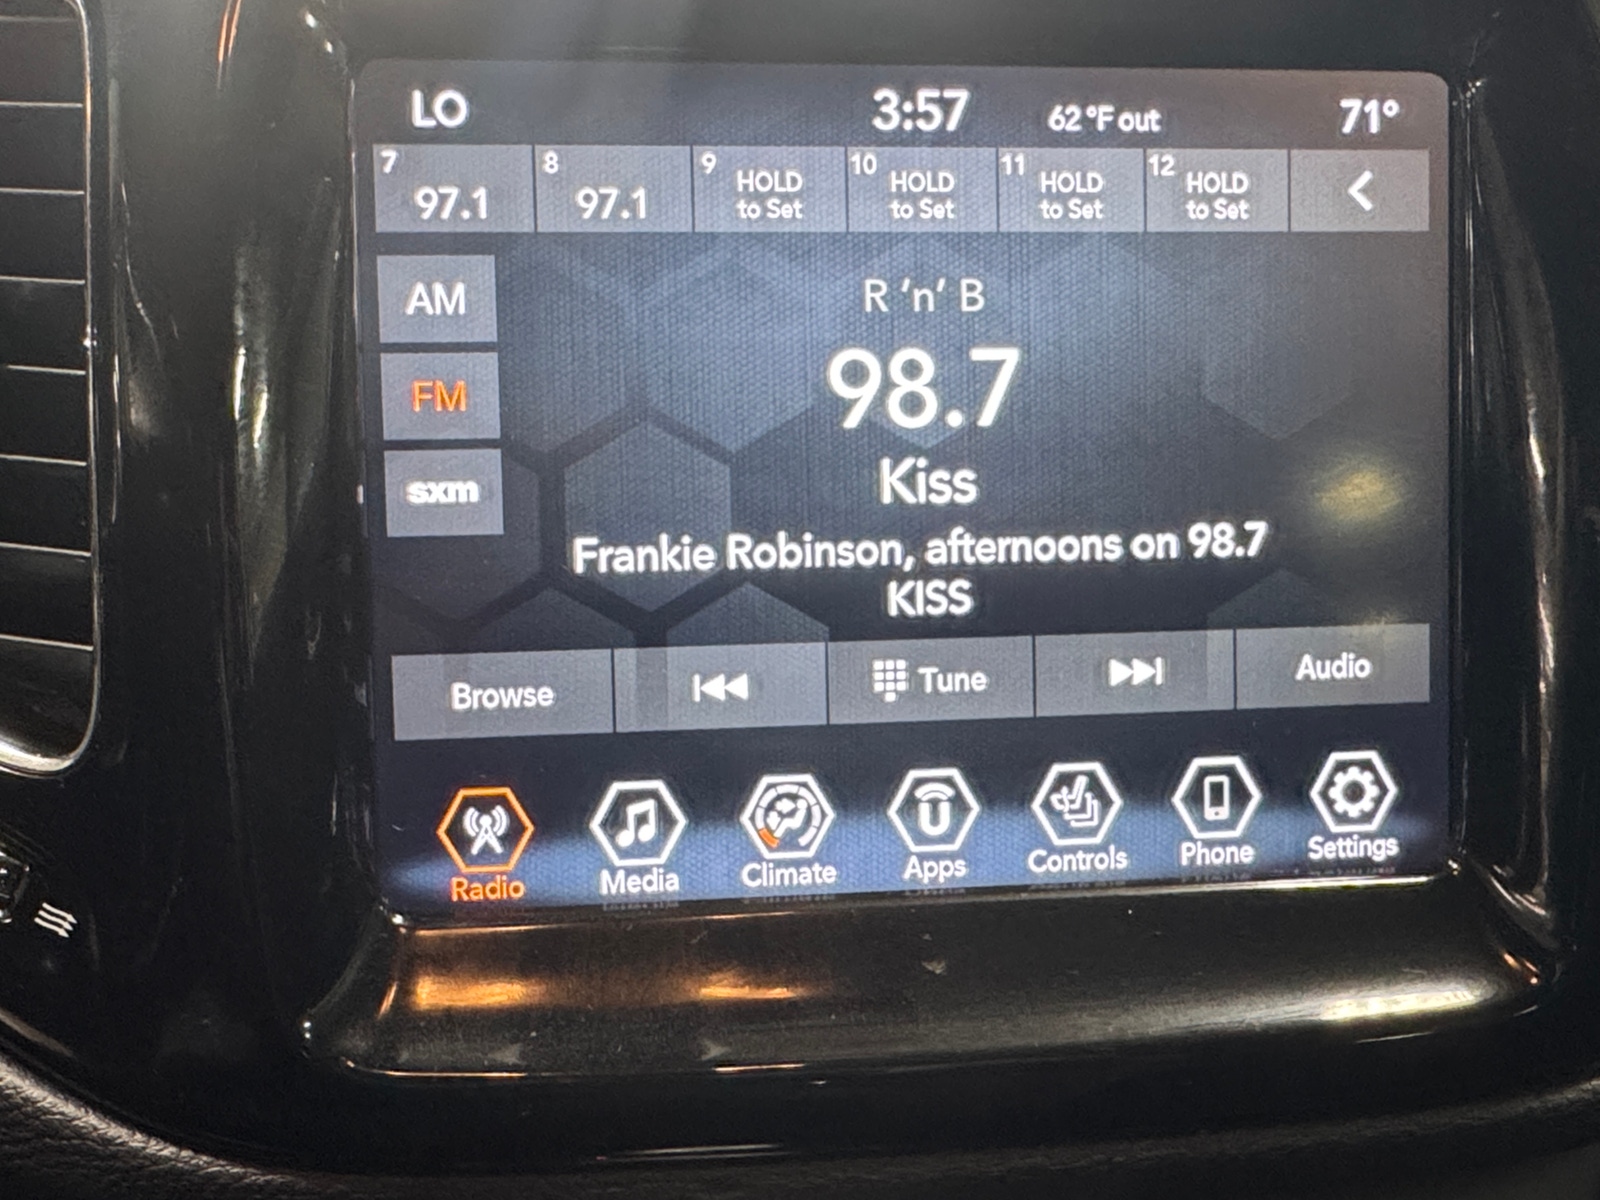 LO 3:57 62°F out 71°
7 8 9 10 11 12
97.1 97.1 HOLD HOLD HOLD HOLD
to Set to Set to Set to Set
AM
FM
sxm
R 'n' B
98.7
Kiss
Frankie Robinson, afternoons on 98.7
KISS
Browse Tune Audio
Radio Media Climate Apps Controls Phone Settings